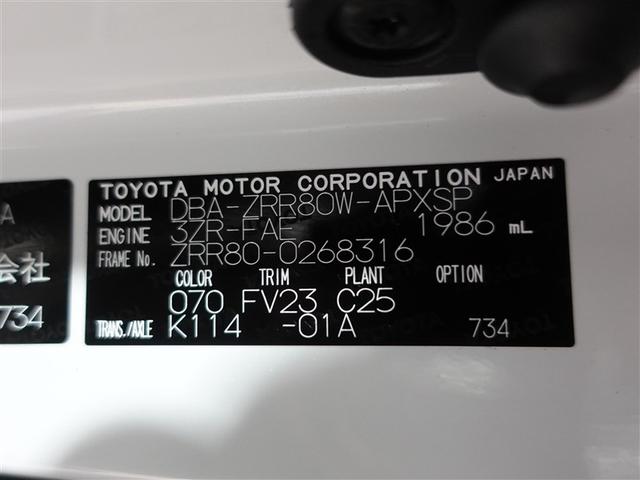 TOYOTA MOTOR CORPORATION JAPAN
MODEL DBA-ZRR80W-APXSP
ENGINE 3ZR-FAE 1986 mL
FRAME No. ZRR80-0268316
COLOR TRIM PLANT OPTION
070 FV23 C25
TRANS./AXLE K114 -01A 734
A
会社
734